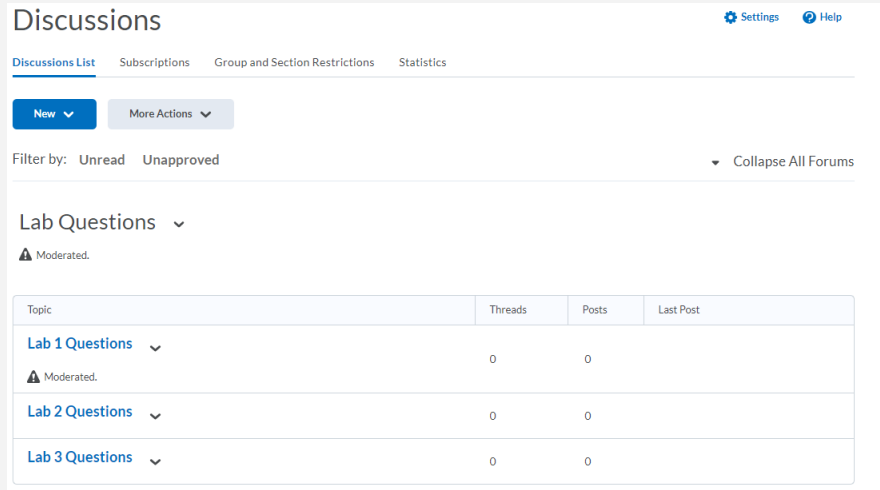 Discussions
Settings Help
Discussions List Subscriptions Group and Section Restrictions Statistics
New More Actions
Filter by: Unread Unapproved Collapse All Forums
Lab Questions
Moderated.
Topic Threads Posts Last Post
Lab 1 Questions
0 0
Moderated.
Lab 2 Questions 0 0
Lab 3 Questions 0 0